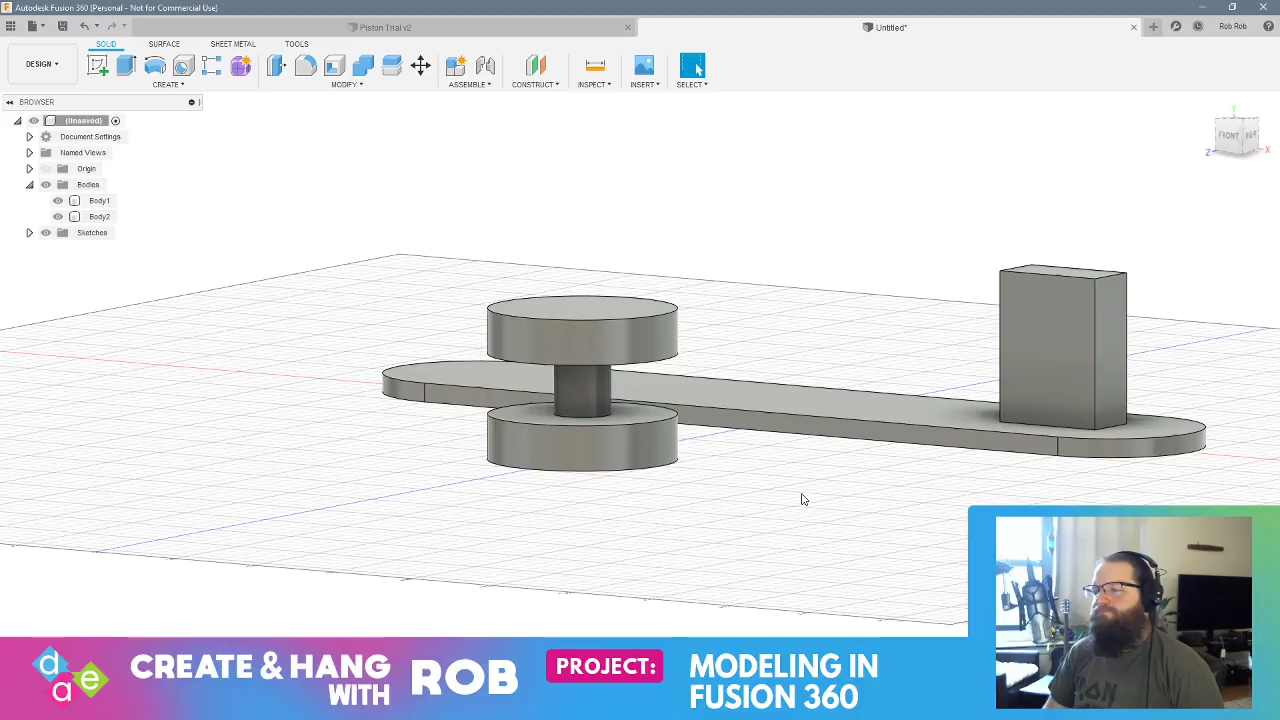 Autodesk Fusion 360 (Personal - Not for Commercial Use)
Piston Trial v2
Untitled*
Rob Rob
DESIGN
SOLID
SURFACE
SHEET METAL
TOOLS
CREATE
MODIFY
ASSEMBLE
CONSTRUCT
INSPECT
INSERT
SELECT
BROWSER
(Unsaved)
Document Settings
Named Views
Origin
Bodies
Body1
Body2
Sketches
Y
FRONT
Z
X
dae
CREATE & HANG
WITH
ROB
PROJECT:
MODELING IN
FUSION 360